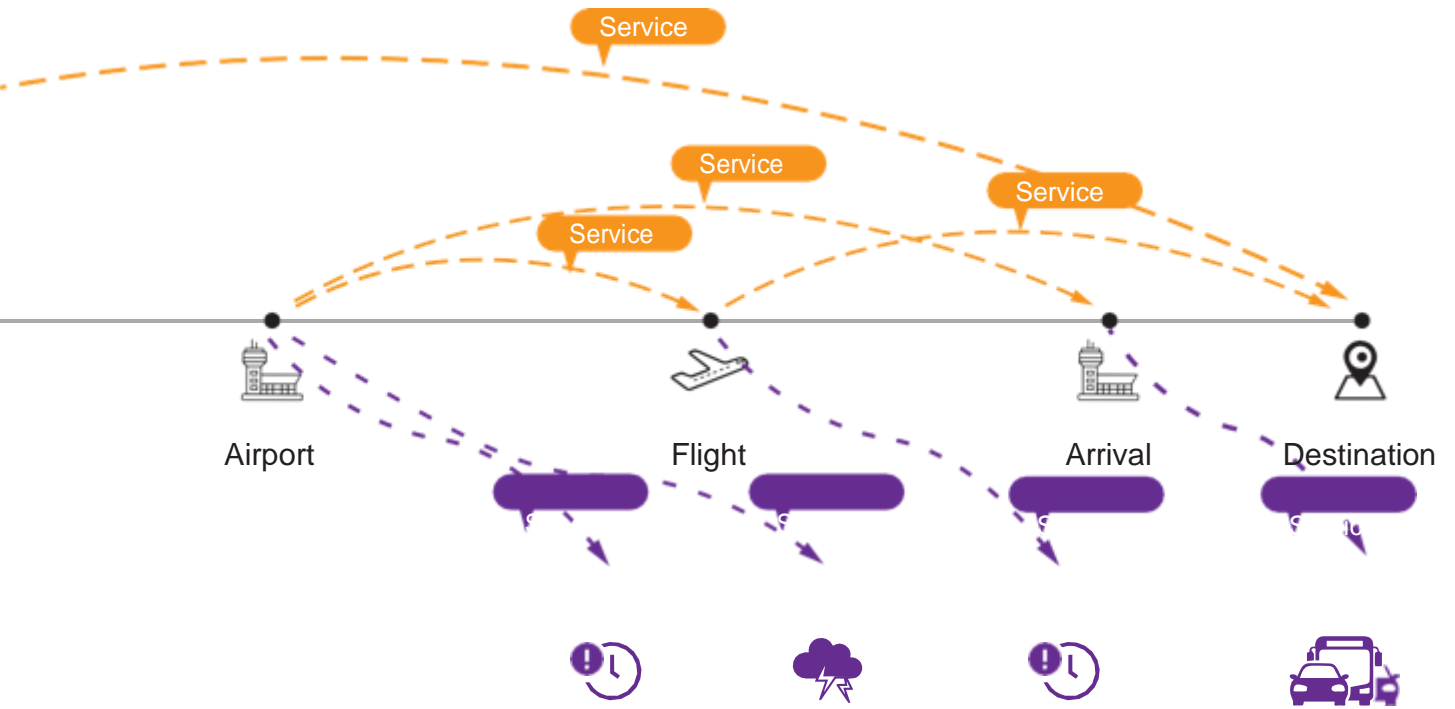 Service
Service
Service
Service
Airport
Flight
Arrival
Destination